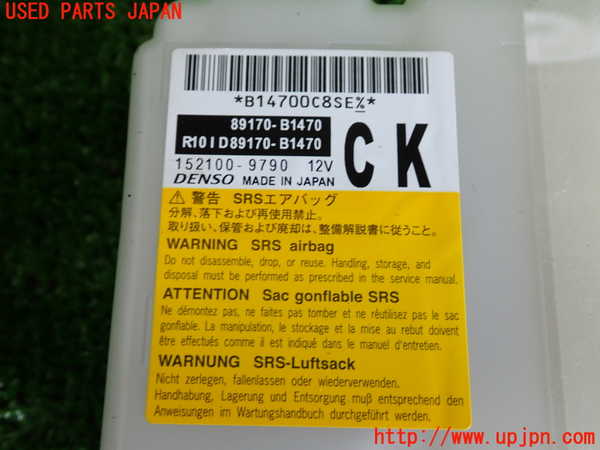 USED PARTS JAPAN
*B14700C8SE%*
89170-B1470
R10ID89170-B1470
CK
152100-9790 12V
DENSO MADE IN JAPAN
警告 SRSエアバッグ
分解、落下および再使用禁止。
取り扱い、保管および廃却は、整備解説書に従うこと。
WARNING SRS airbag
Do not disassemble, drop, or reuse. Handling, storage, and
disposal must be performed as prescribed in the service manual.
ATTENTION Sac gonflable SRS
Ne démontez pas, ne faites pas tomber et ne réutilisez pas le sac
gonflable. La manipulation, le stockage et la mise au rebut doivent
être effectués comme il est indiqué dans le manuel d'entretien.
WARNUNG SRS-Luftsack
Nicht zerlegen, fallenlassen oder wiederverwenden.
Handhabung, Lagerung und Entsorgung muß entsprechend den
Anweisungen im Wartungshandbuch durchgeführt werden.
http://www.upjpn.com/